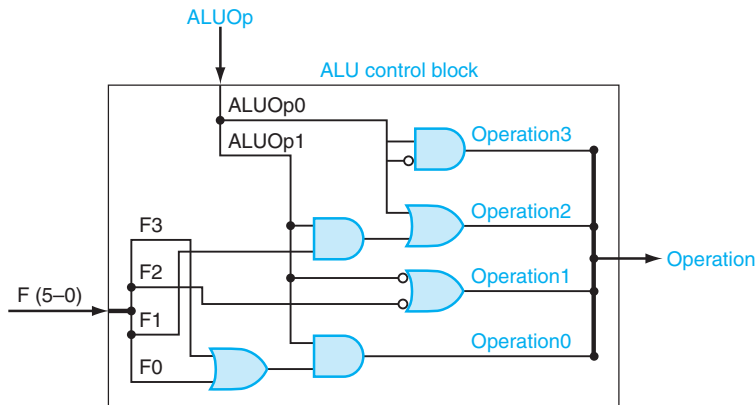 ALUOp
ALU control block
ALUOp0
ALUOp1
Operation3
Operation2
F3
F2
Operation1
Operation
F (5–0)
F1
Operation0
F0